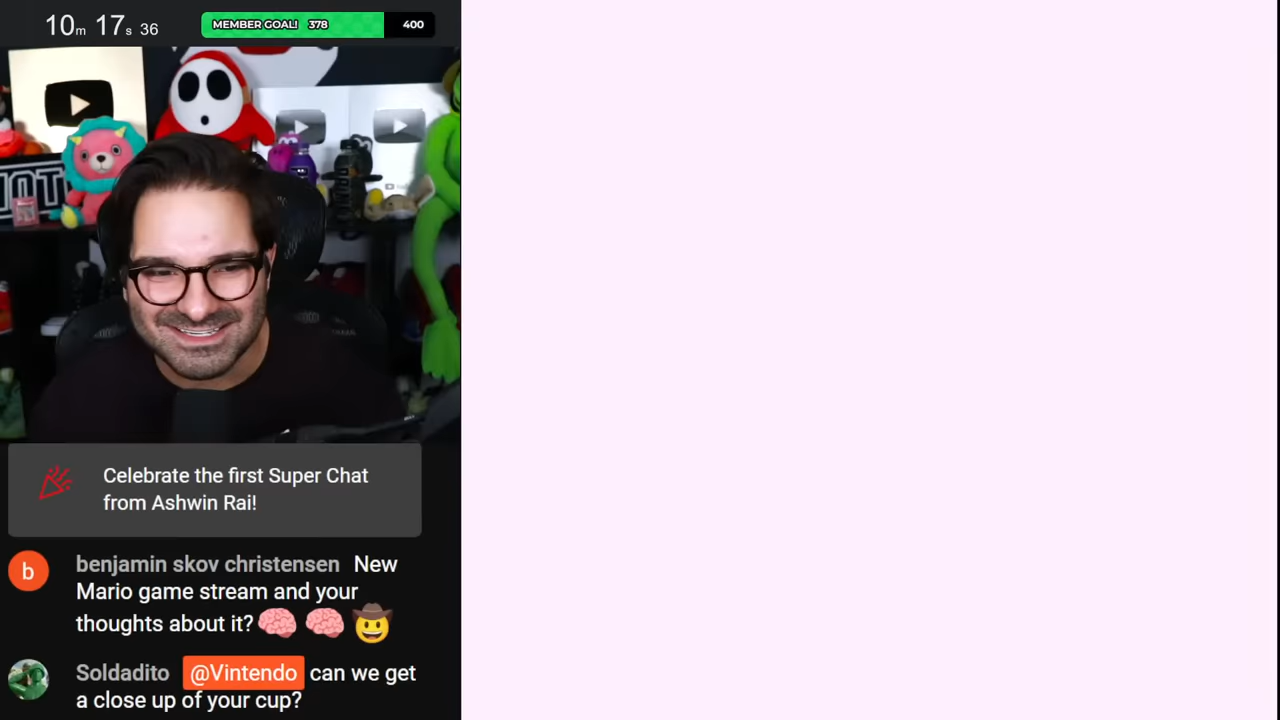 10m 17s 36
MEMBER GOAL! 378
400
Celebrate the first Super Chat
from Ashwin Rai!
b
benjamin skov christensen New
Mario game stream and your
thoughts about it?
Soldadito @Vintendo can we get
a close up of your cup?